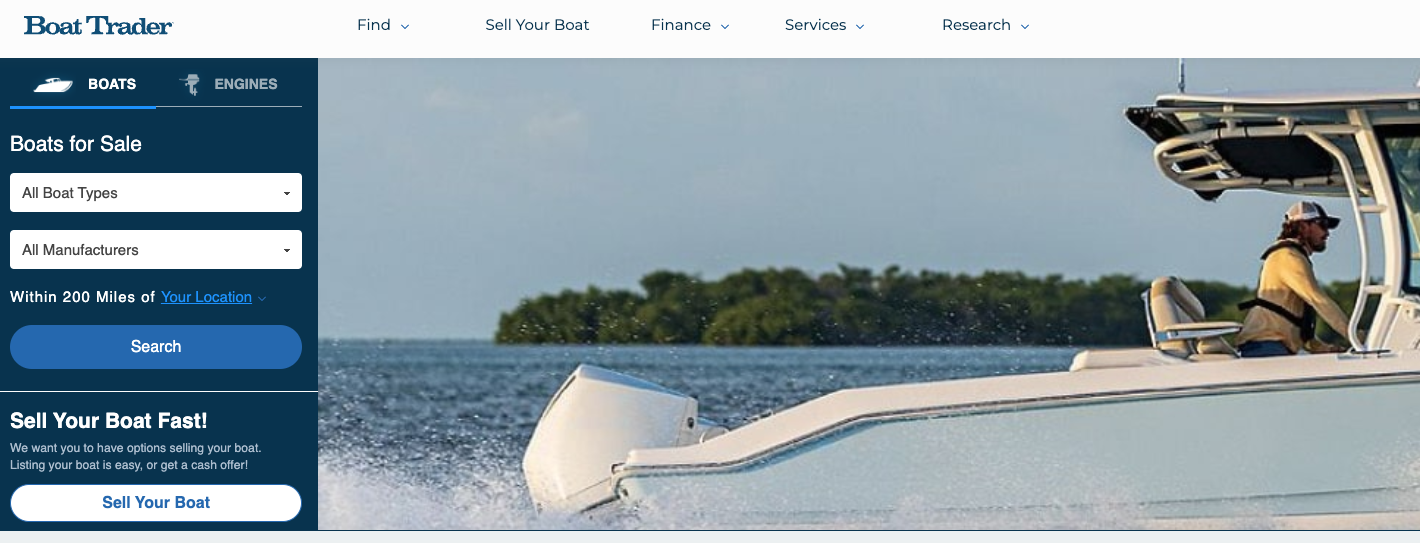 Boat Trader
Find
Sell Your Boat
Finance
Services
Research
BOATS
ENGINES
Boats for Sale
All Boat Types
All Manufacturers
Within 200 Miles of Your Location
Search
Sell Your Boat Fast!
We want you to have options selling your boat.
Listing your boat is easy, or get a cash offer!
Sell Your Boat